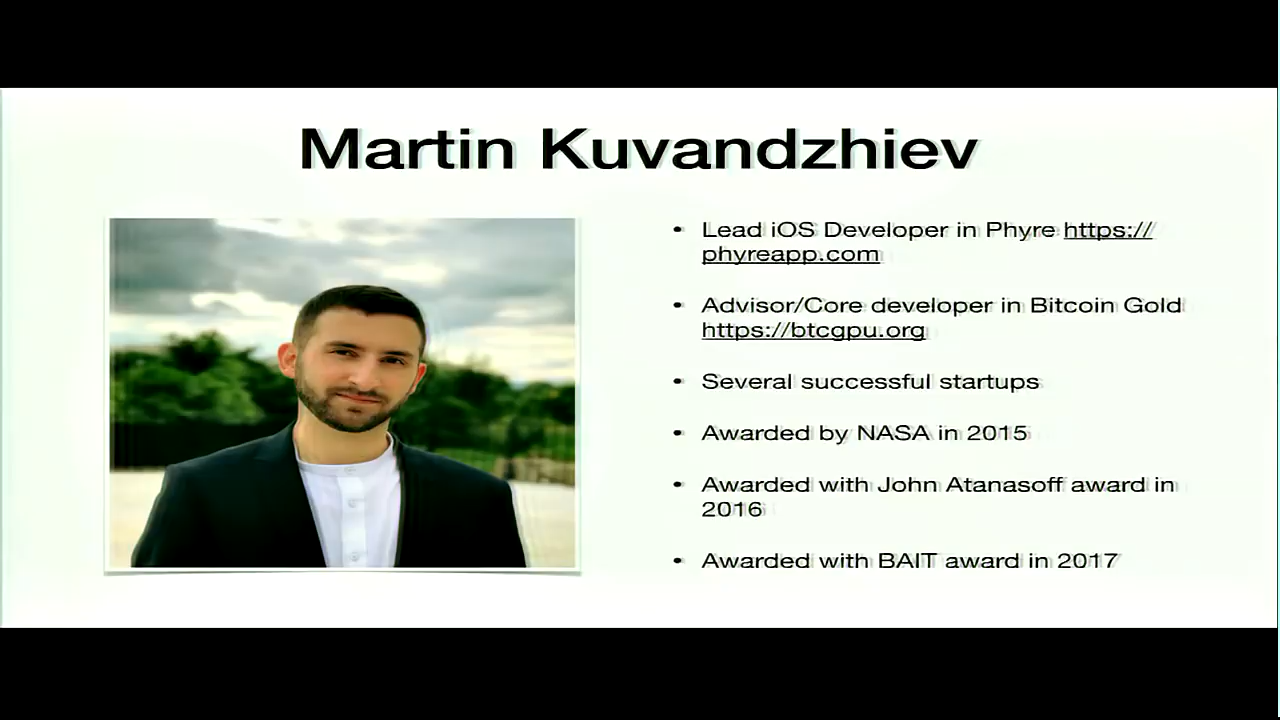 Martin Kuvandzhiev
• Lead iOS Developer in Phyre https://
phyreapp.com
• Advisor/Core developer in Bitcoin Gold
https://btcgpu.org
• Several successful startups
• Awarded by NASA in 2015
• Awarded with John Atanasoff award in
2016
• Awarded with BAIT award in 2017